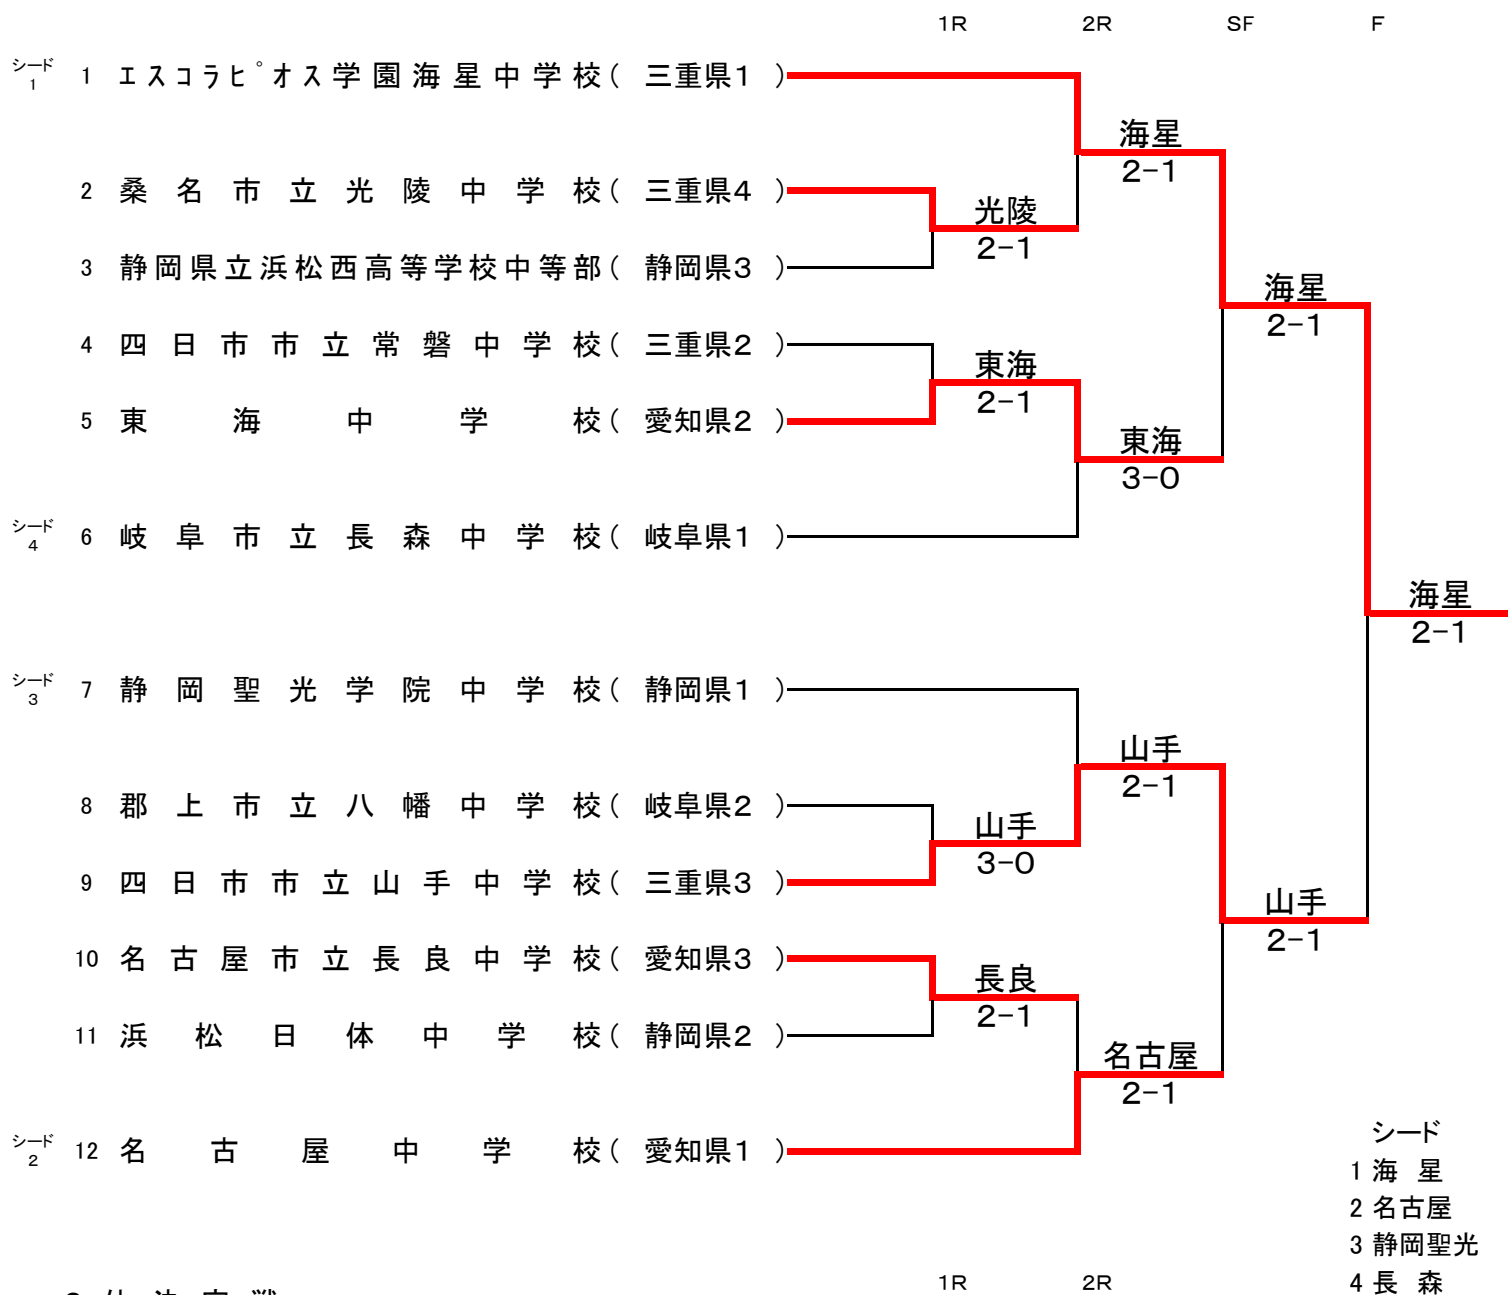 1R 2R SF F
シード1 1 エスコラピオス学園海星中学校( 三重県1 )
海星
2-1
2 桑名市立光陵中学校( 三重県4 )
光陵
2-1
3 静岡県立浜松西高等学校中等部( 静岡県3 )
海星
2-1
4 四日市市立常磐中学校( 三重県2 )
東海
2-1
5 東海中学校( 愛知県2 )
東海
3-0
シード4 6 岐阜市立長森中学校( 岐阜県1 )
海星
2-1
シード3 7 静岡聖光学院中学校( 静岡県1 )
山手
2-1
8 郡上市立八幡中学校( 岐阜県2 )
山手
3-0
9 四日市市立山手中学校( 三重県3 )
山手
2-1
10 名古屋市立長良中学校( 愛知県3 )
長良
2-1
11 浜松日体中学校( 静岡県2 )
名古屋
2-1
シード2 12 名古屋中学校( 愛知県1 )
シード
1 海 星
2 名古屋
3 静岡聖光
4 長 森
1R 2R